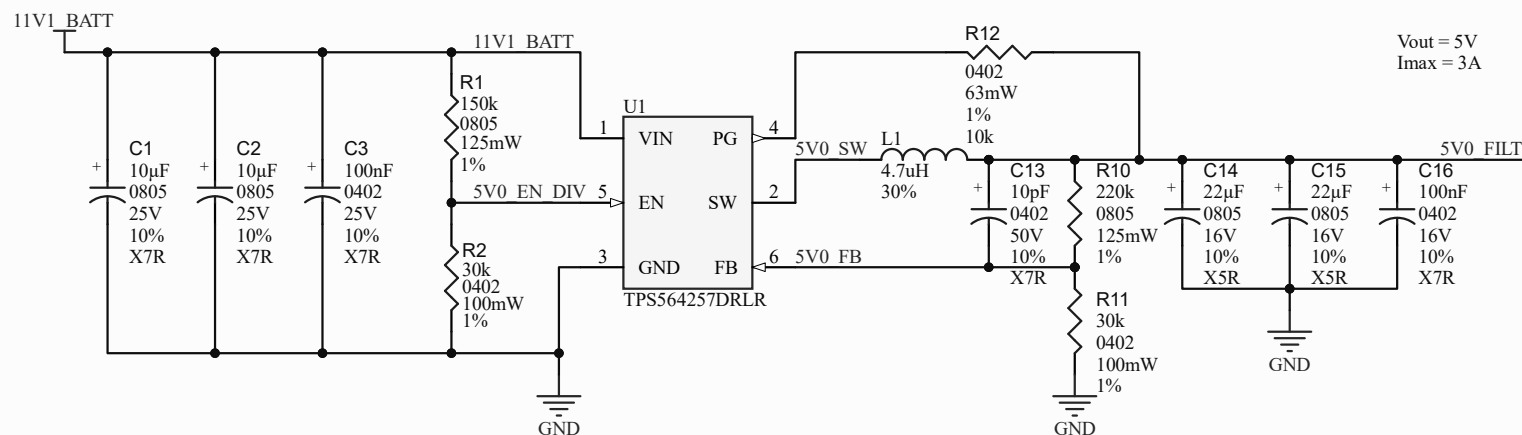 11V1_BATT
11V1_BATT
R12
0402
63mW
1%
10k
Vout = 5V
Imax = 3A
C1
10µF
0805
25V
10%
X7R
C2
10µF
0805
25V
10%
X7R
C3
100nF
0402
25V
10%
X7R
R1
150k
0805
125mW
1%
5V0_EN_DIV
R2
30k
0402
100mW
1%
U1
1
VIN
PG
4
5
EN
SW
2
3
GND
FB
6
TPS564257DRLR
5V0_SW
L1
4.7uH
30%
5V0_FB
C13
10pF
0402
50V
10%
X7R
R10
220k
0805
125mW
1%
R11
30k
0402
100mW
1%
C14
22µF
0805
16V
10%
X5R
C15
22µF
0805
16V
10%
X5R
C16
100nF
0402
16V
10%
X7R
5V0_FILT
GND
GND
GND